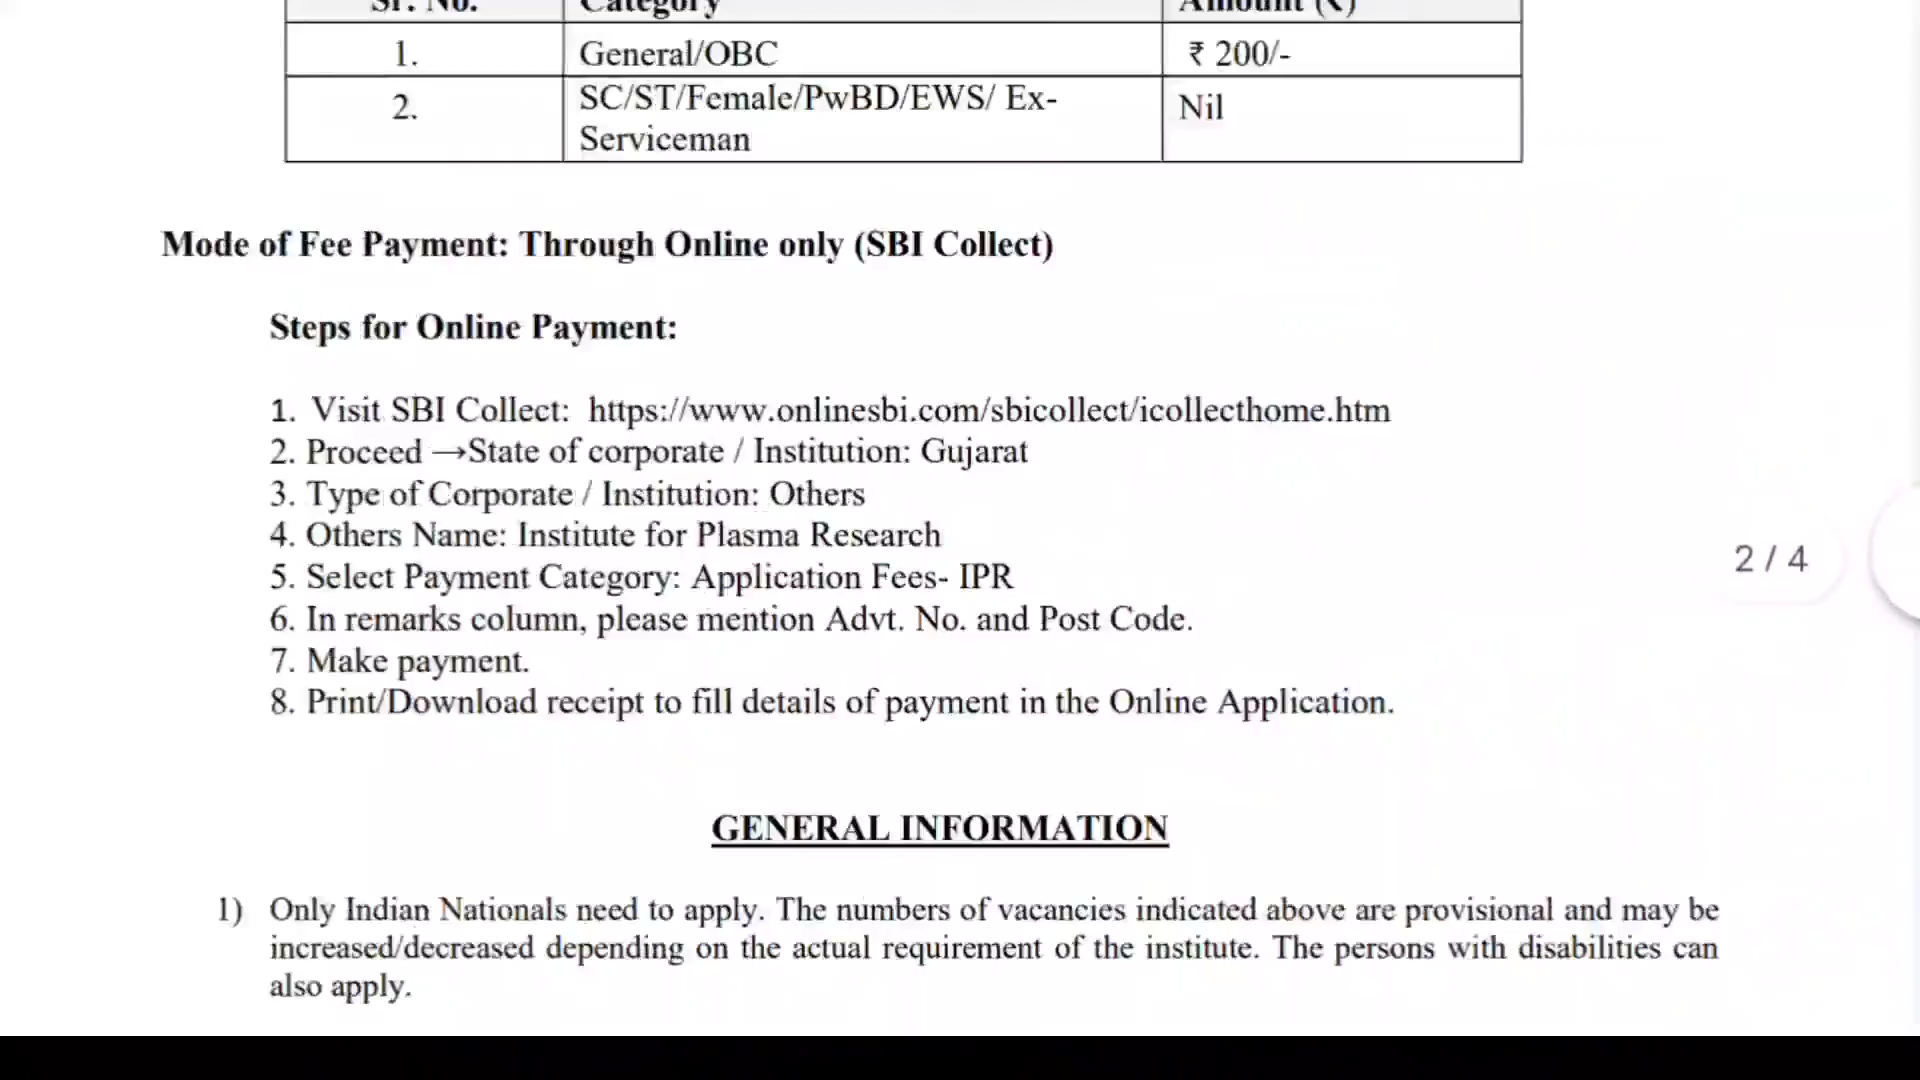 Sr. No. Category Amount (₹)
1. General/OBC ₹ 200/-
2. SC/ST/Female/PwBD/EWS/ Ex- Nil
Serviceman
Mode of Fee Payment: Through Online only (SBI Collect)
Steps for Online Payment:
1. Visit SBI Collect: https://www.onlinesbi.com/sbicollect/icollecthome.htm
2. Proceed →State of corporate / Institution: Gujarat
3. Type of Corporate / Institution: Others
4. Others Name: Institute for Plasma Research
5. Select Payment Category: Application Fees- IPR
6. In remarks column, please mention Advt. No. and Post Code.
7. Make payment.
8. Print/Download receipt to fill details of payment in the Online Application.
2 / 4
GENERAL INFORMATION
1) Only Indian Nationals need to apply. The numbers of vacancies indicated above are provisional and may be
increased/decreased depending on the actual requirement of the institute. The persons with disabilities can
also apply.